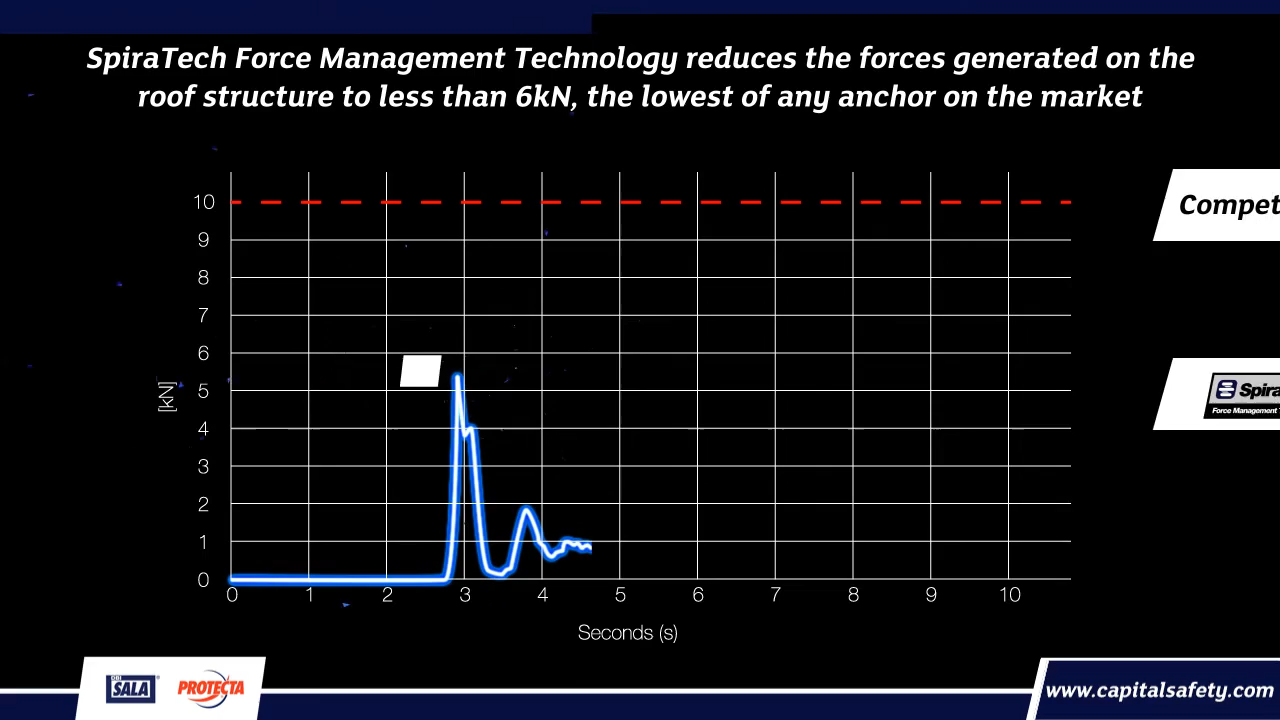 SpiraTech Force Management Technology reduces the forces generated on the
roof structure to less than 6kN, the lowest of any anchor on the market
10
9
8
7
6
5
4
3
2
1
0
[kN]
0 1 2 3 4 5 6 7 8 9 10
Seconds (s)
Compet
Spira
Force Management T
DBI
SALA
PROTECTA
www.capitalsafety.com